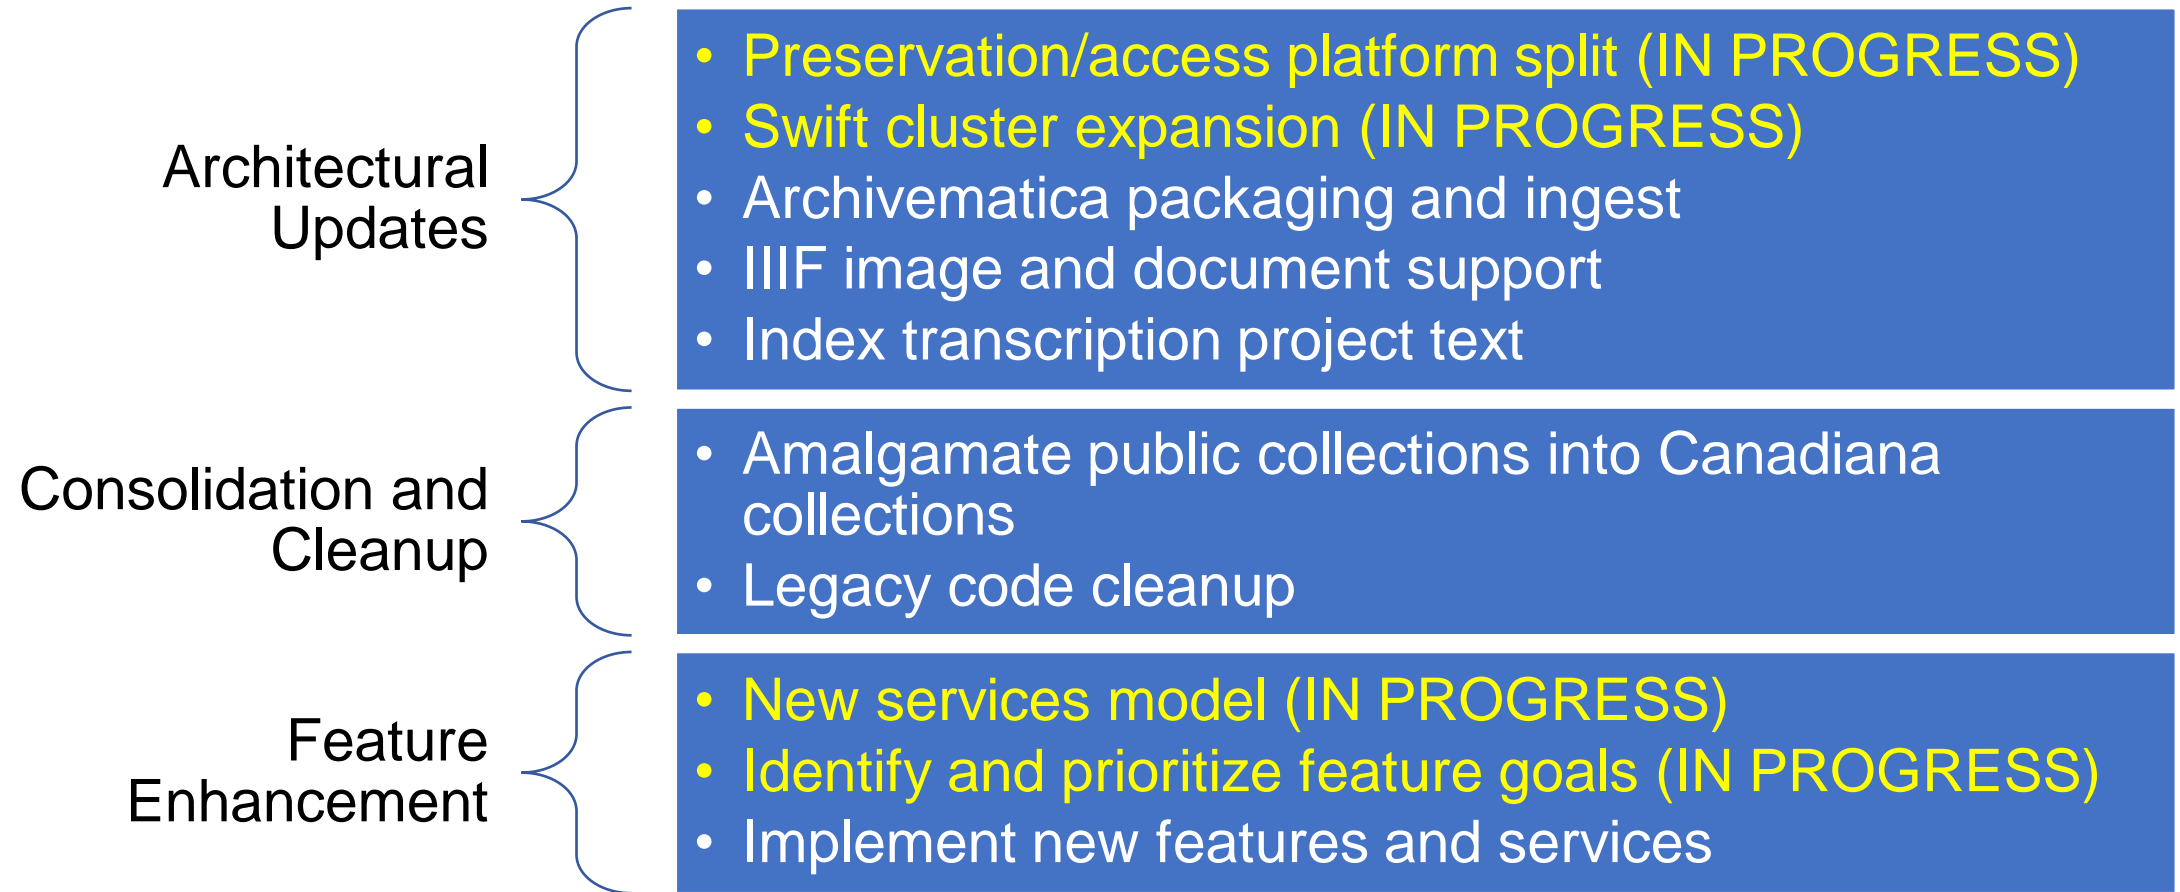 Architectural
Updates
• Preservation/access platform split (IN PROGRESS)
• Swift cluster expansion (IN PROGRESS)
• Archivematica packaging and ingest
• IIIF image and document support
• Index transcription project text
Consolidation and
Cleanup
• Amalgamate public collections into Canadiana
collections
• Legacy code cleanup
Feature
Enhancement
• New services model (IN PROGRESS)
• Identify and prioritize feature goals (IN PROGRESS)
• Implement new features and services